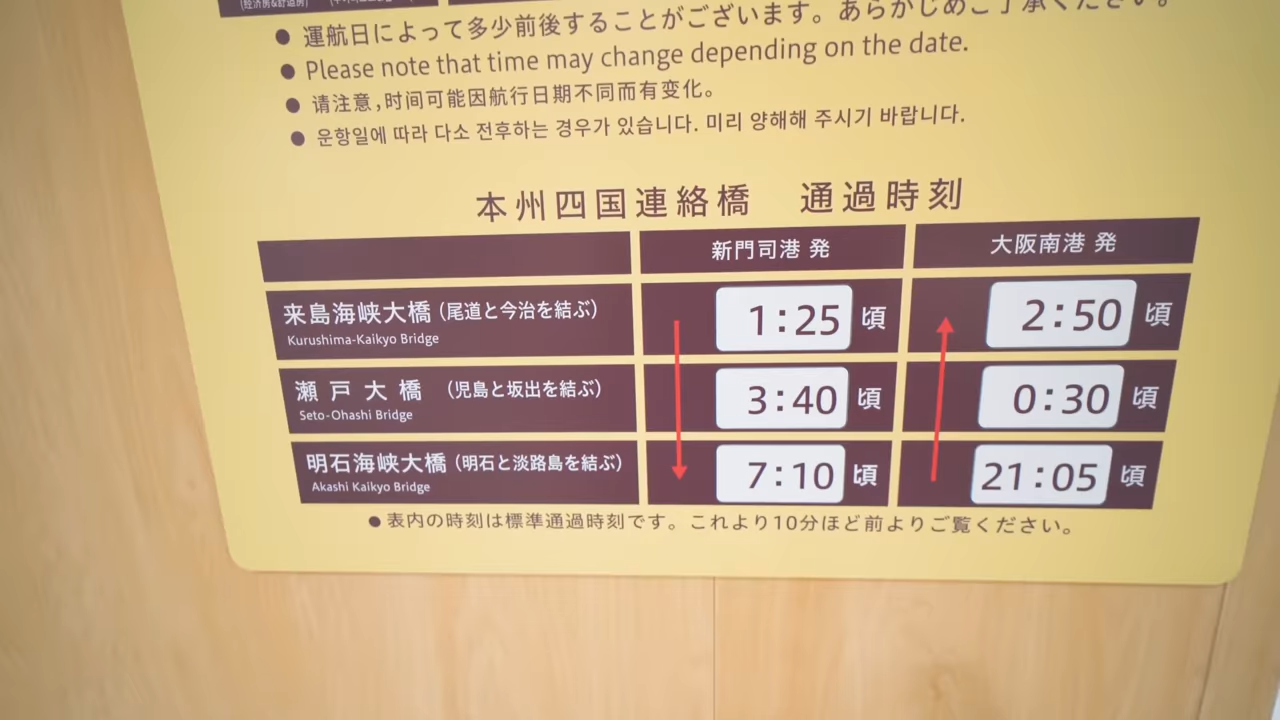 (経済房&舒適房)
● 運航日によって多少前後することがございます。あらかじめご了承ください。
● Please note that time may change depending on the date.
● 请注意,时间可能因航行日期不同而有变化。
● 운항일에 따라 다소 전후하는 경우가 있습니다. 미리 양해해 주시기 바랍니다.
本州四国連絡橋 通過時刻
新門司港 発 大阪南港 発
来島海峡大橋(尾道と今治を結ぶ) 1:25 頃 2:50 頃
Kurushima-Kaikyo Bridge
瀬戸大橋 (児島と坂出を結ぶ) 3:40 頃 0:30 頃
Seto-Ohashi Bridge
明石海峡大橋(明石と淡路島を結ぶ) 7:10 頃 21:05 頃
Akashi Kaikyo Bridge
● 表内の時刻は標準通過時刻です。これより10分ほど前よりご覧ください。